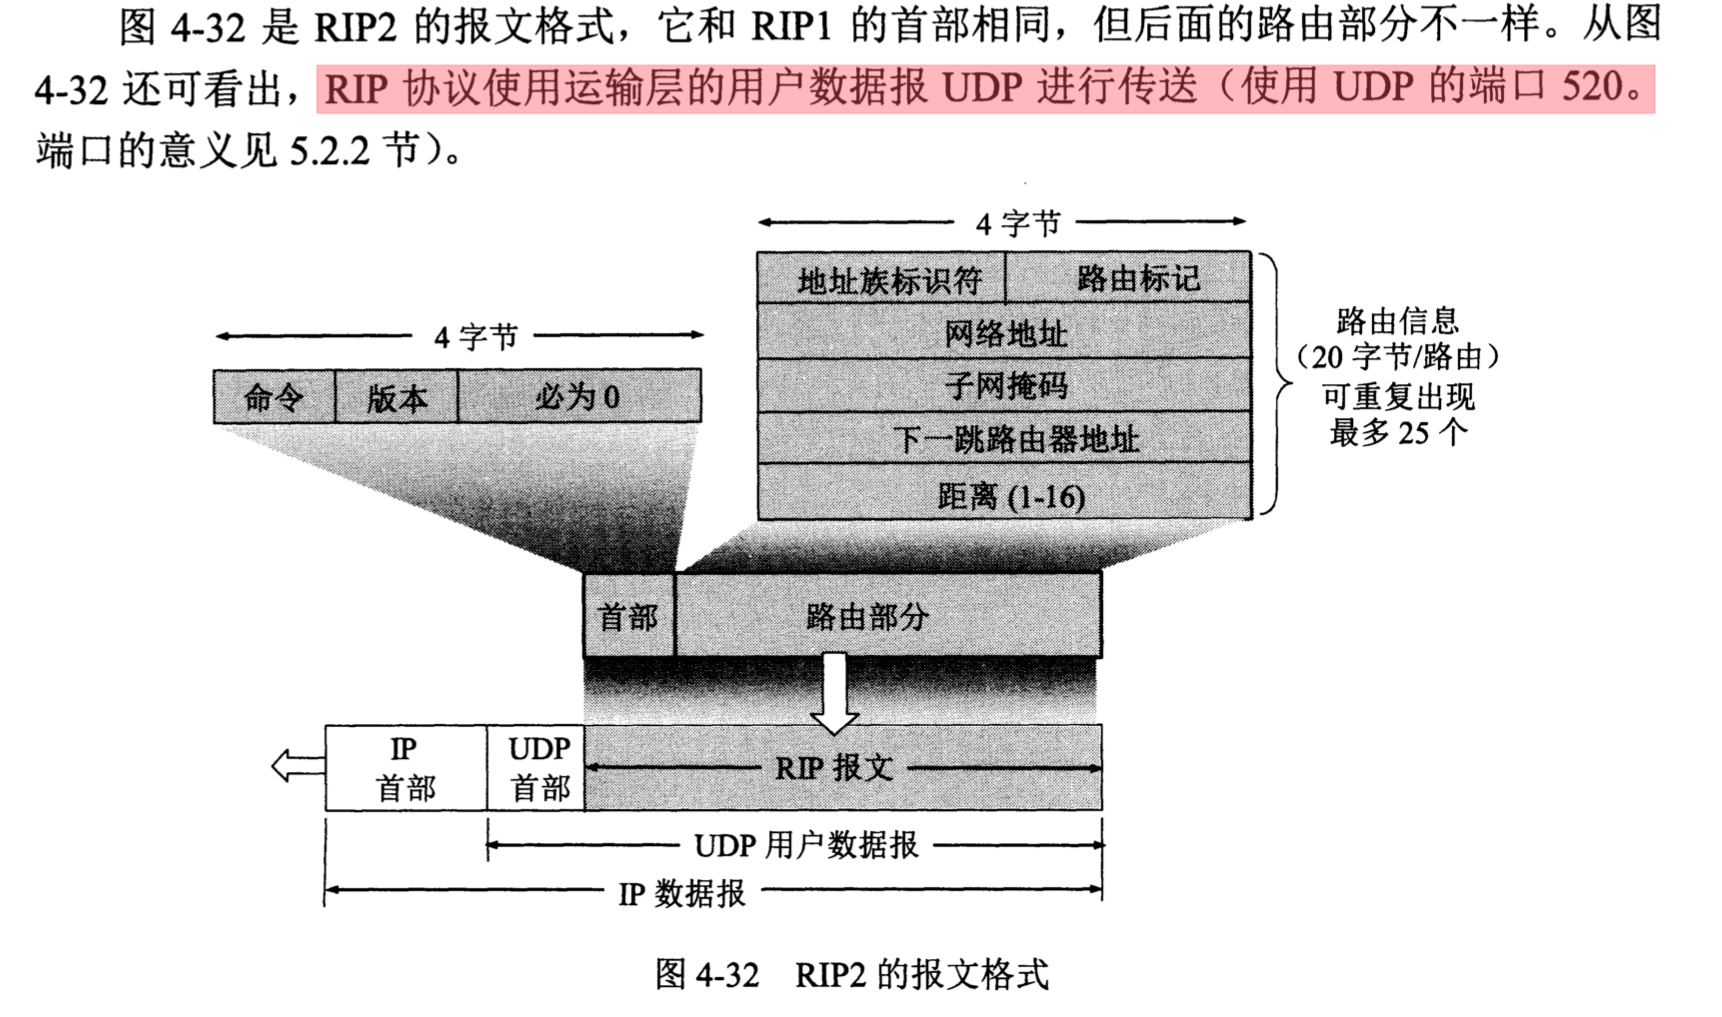 图 4-32 是 RIP2 的报文格式，它和 RIP1 的首部相同，但后面的路由部分不一样。从图
4-32 还可看出，RIP 协议使用运输层的用户数据报 UDP 进行传送（使用 UDP 的端口 520。
端口的意义见 5.2.2 节）。
4 字节
地址族标识符 路由标记
网络地址
子网掩码
下一跳路由器地址
距离 (1-16)
路由信息
（20 字节/路由）
可重复出现
最多 25 个
4 字节
命令 版本 必为 0
首部 路由部分
IP
首部
UDP
首部
RIP 报文
UDP 用户数据报
IP 数据报
图 4-32 RIP2 的报文格式